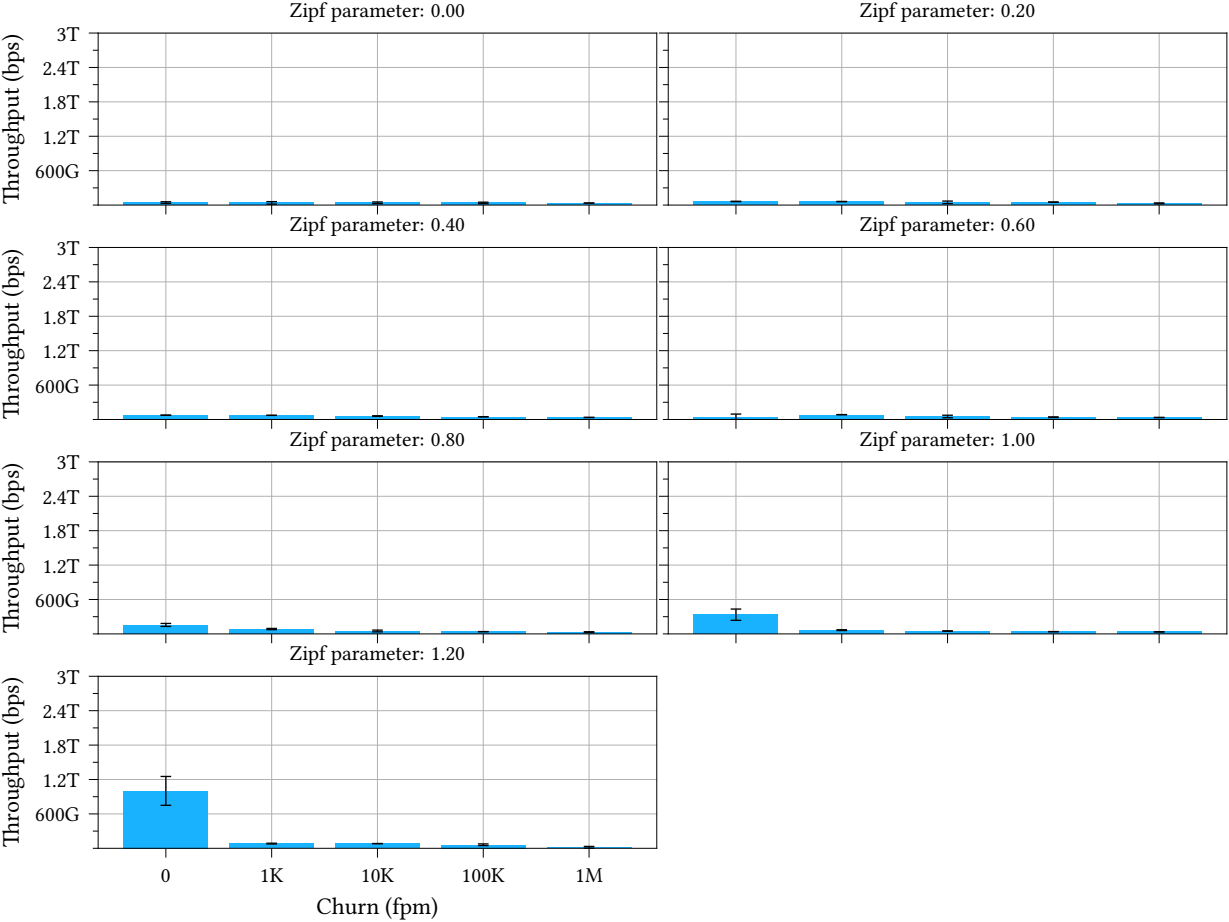 Zipf parameter: 0.00
Zipf parameter: 0.20
Throughput (bps)
3T
2.4T
1.8T
1.2T
600G
Zipf parameter: 0.40
Zipf parameter: 0.60
Throughput (bps)
3T
2.4T
1.8T
1.2T
600G
Zipf parameter: 0.80
Zipf parameter: 1.00
Throughput (bps)
3T
2.4T
1.8T
1.2T
600G
Zipf parameter: 1.20
Throughput (bps)
3T
2.4T
1.8T
1.2T
600G
0 1K 10K 100K 1M
Churn (fpm)